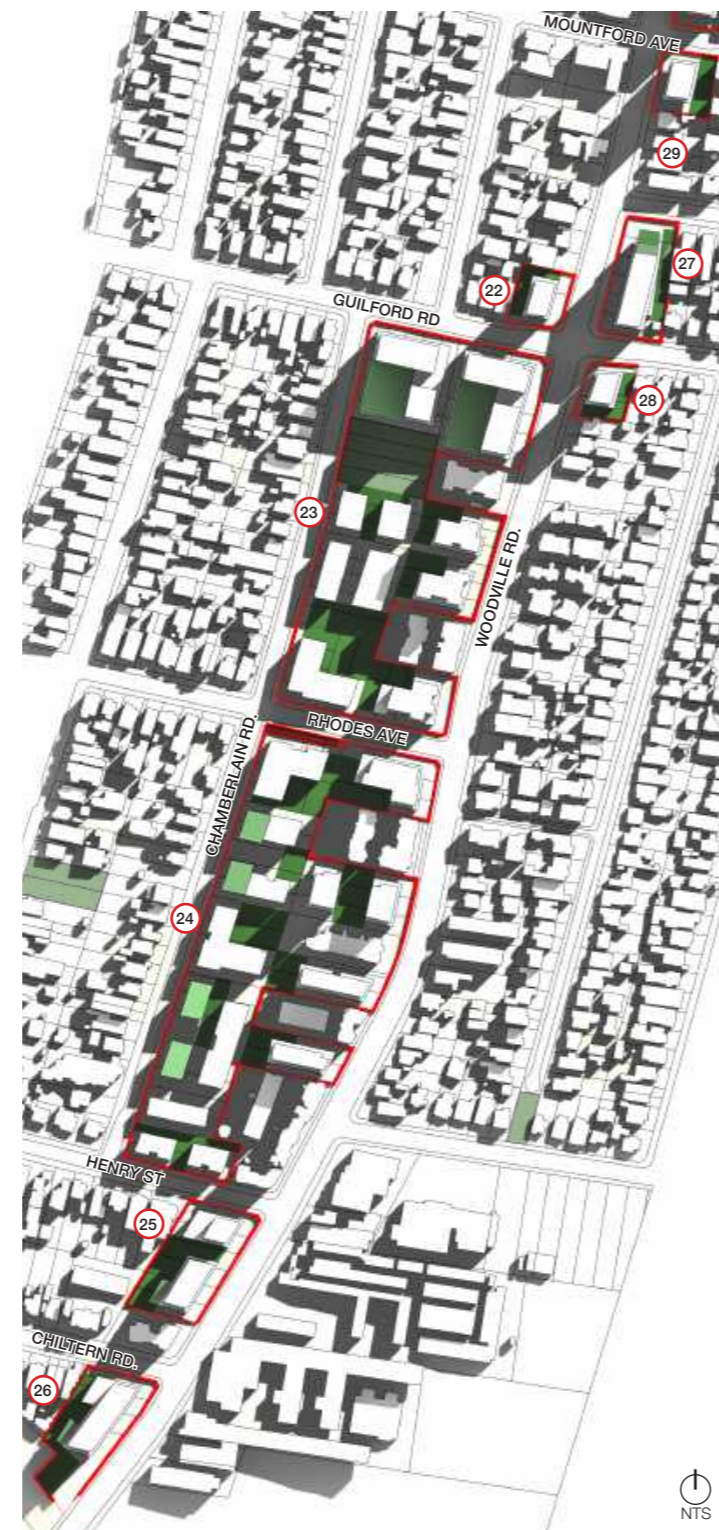 MOUNTFORD AVE
29
27
22
GUILFORD RD
28
23
WOODVILLE RD.
RHODES AVE
CHAMBERLAIN RD.
24
HENRY ST
25
CHILTERN RD.
26
NTS